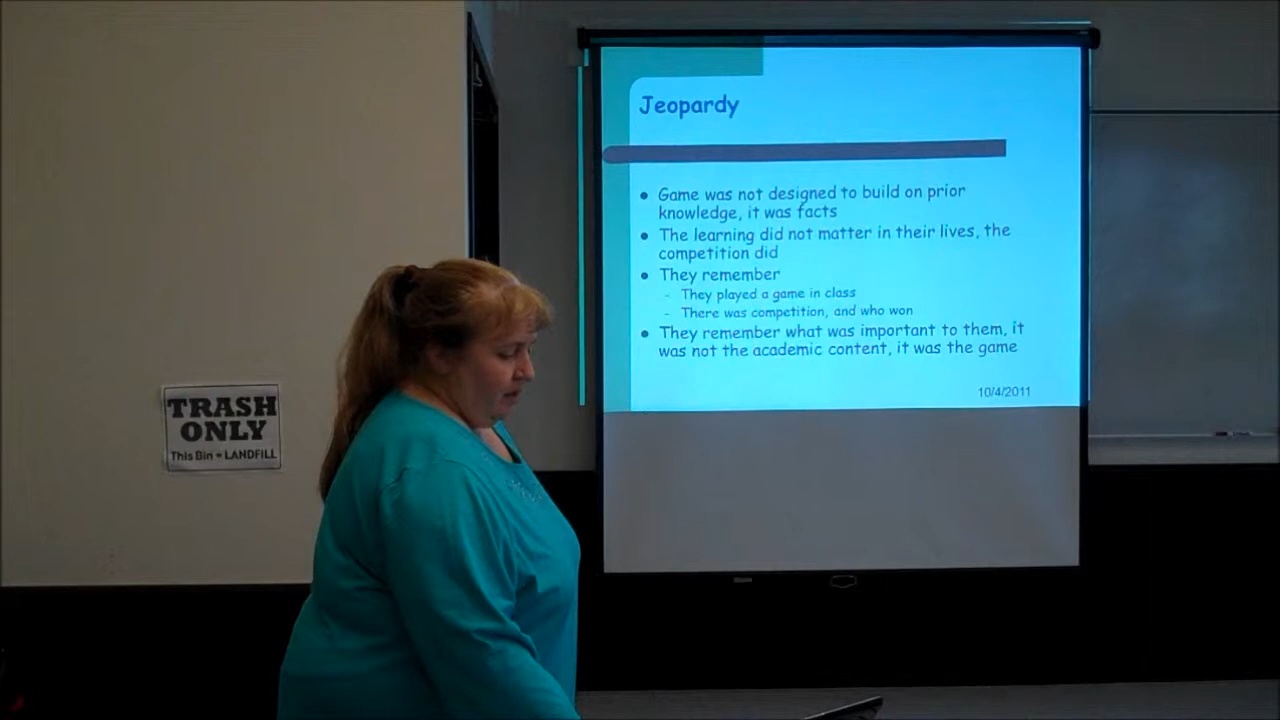 Jeopardy
Game was not designed to build on prior
knowledge, it was facts
The learning did not matter in their lives, the
competition did
They remember
- They played a game in class
- There was competition, and who won
They remember what was important to them, it
was not the academic content, it was the game
10/4/2011
TRASH
ONLY
This Bin = LANDFILL